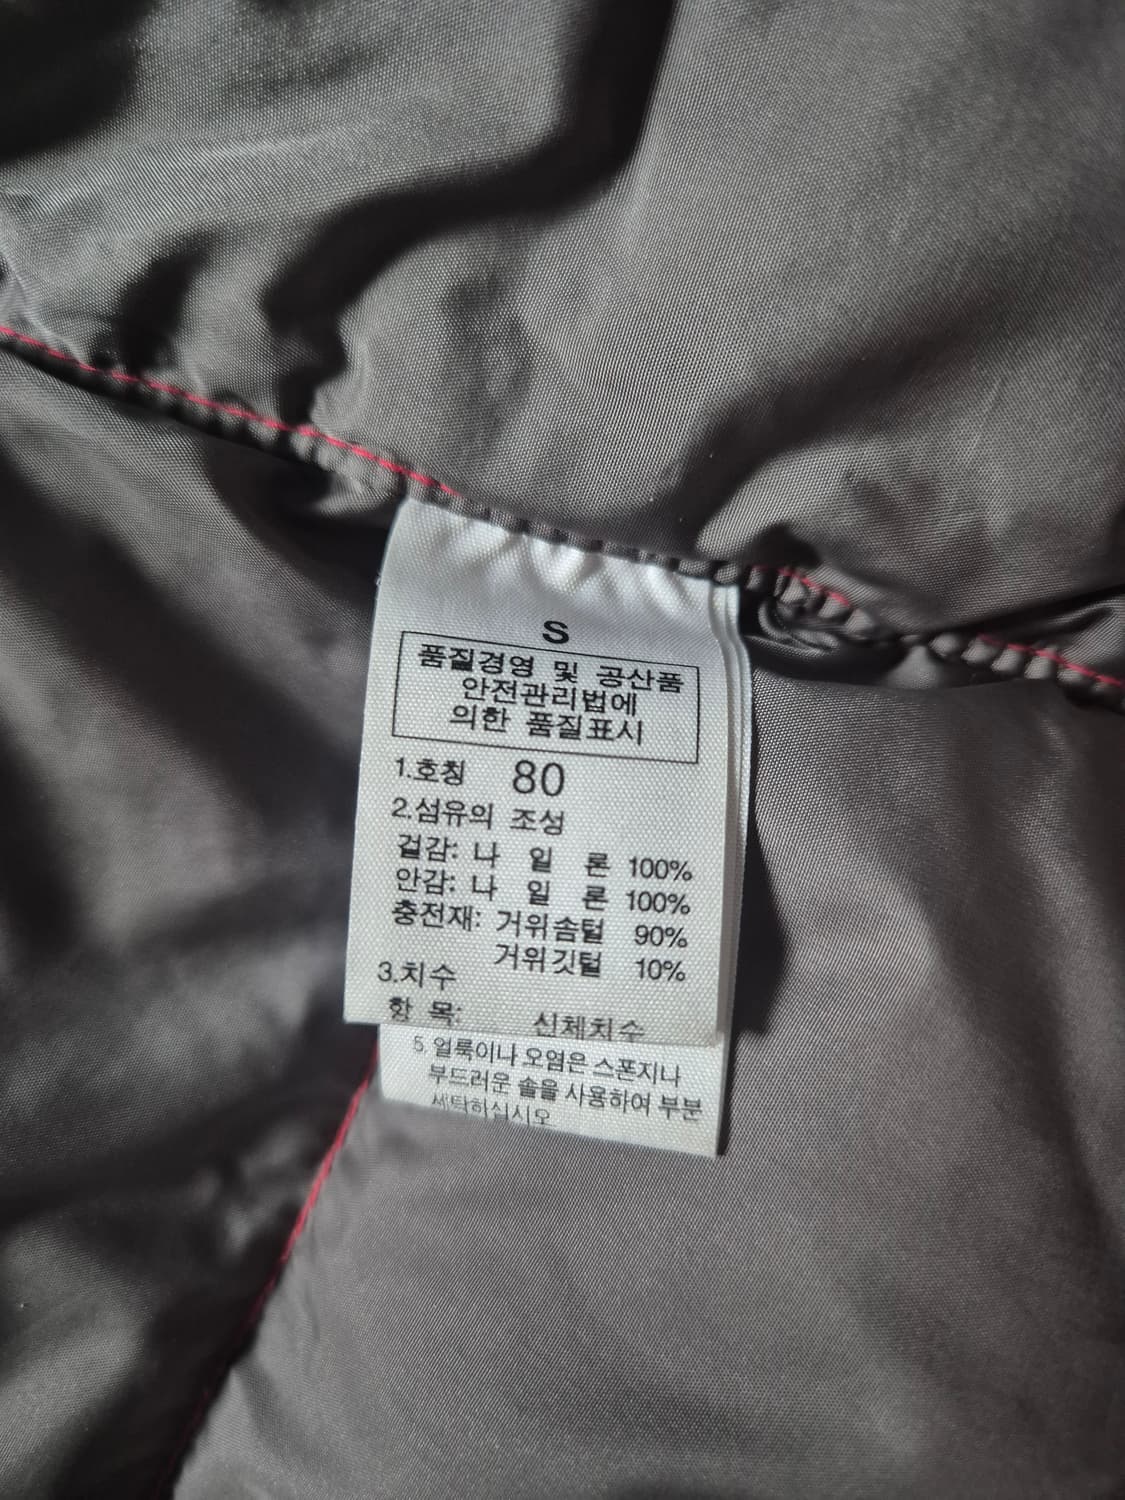 S
품질경영 및 공산품
안전관리법에
의한 품질표시
1.호칭 80
2.섬유의 조성
겉감: 나 일 론 100%
안감: 나 일 론 100%
충전재: 거위솜털 90%
거위깃털 10%
3.치수
항 목: 신체치수
5. 얼룩이나 오염은 스폰지나
부드러운 솔을 사용하여 부분
세탁하십시오